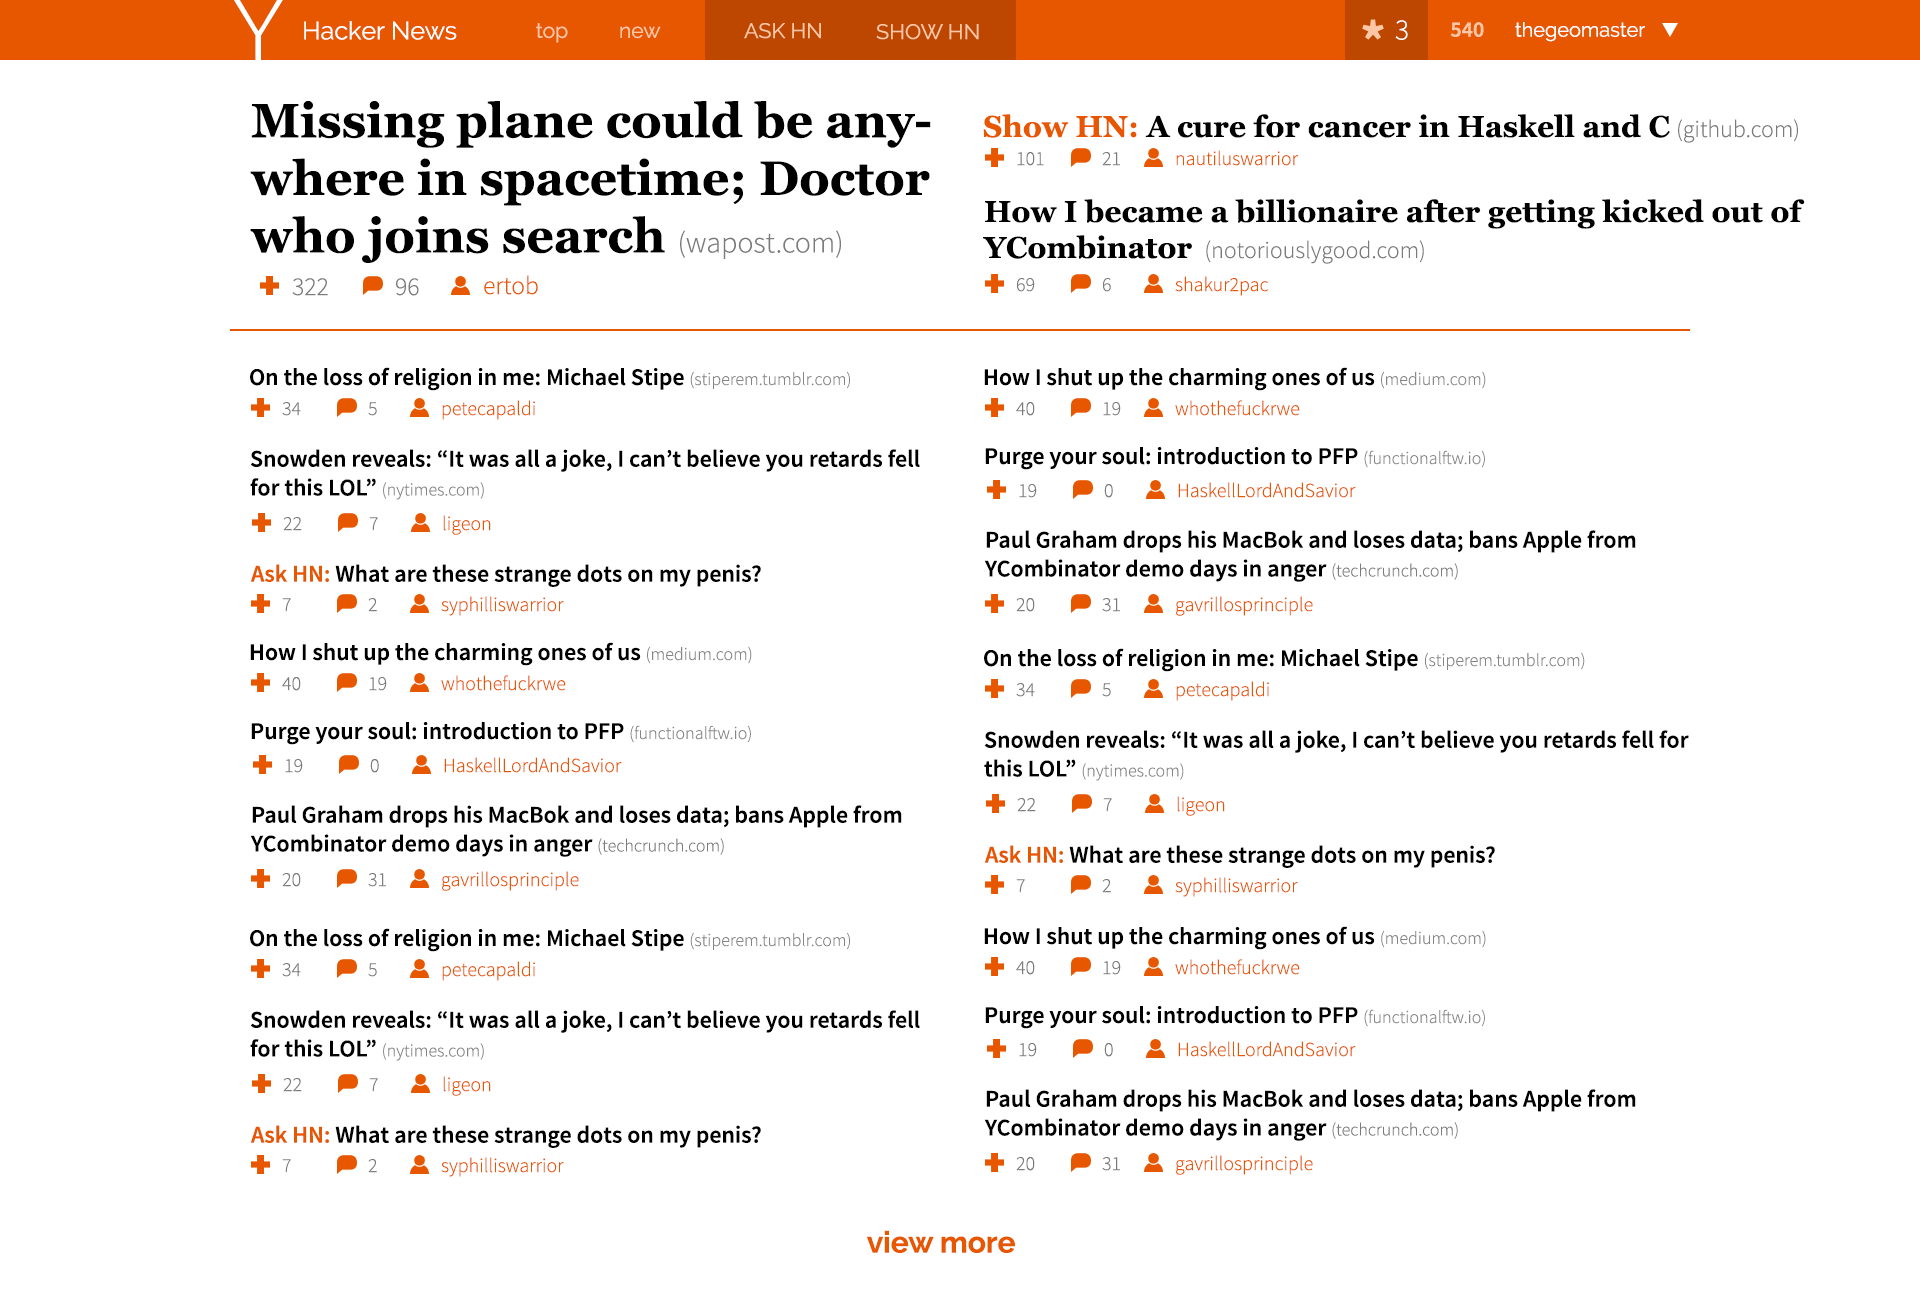 Hacker News top new ASK HN SHOW HN 3 540 thegeomaster
Missing plane could be any-
where in spacetime; Doctor
who joins search (wapost.com)
322 96 ertob
Show HN: A cure for cancer in Haskell and C (github.com)
101 21 nautiluswarrior
How I became a billionaire after getting kicked out of
YCombinator (notoriouslygood.com)
69 6 shakur2pac
On the loss of religion in me: Michael Stipe (stiperem.tumblr.com)
34 5 petecapaldi
Snowden reveals: “It was all a joke, I can’t believe you retards fell
for this LOL” (nytimes.com)
22 7 ligeon
Ask HN: What are these strange dots on my penis?
7 2 syphilliswarrior
How I shut up the charming ones of us (medium.com)
40 19 whothefuckrwe
Purge your soul: introduction to PFP (functionalftw.io)
19 0 HaskellLordAndSavior
Paul Graham drops his MacBok and loses data; bans Apple from
YCombinator demo days in anger (techcrunch.com)
20 31 gavrillosprinciple
On the loss of religion in me: Michael Stipe (stiperem.tumblr.com)
34 5 petecapaldi
Snowden reveals: “It was all a joke, I can’t believe you retards fell
for this LOL” (nytimes.com)
22 7 ligeon
Ask HN: What are these strange dots on my penis?
7 2 syphilliswarrior
How I shut up the charming ones of us (medium.com)
40 19 whothefuckrwe
Purge your soul: introduction to PFP (functionalftw.io)
19 0 HaskellLordAndSavior
Paul Graham drops his MacBok and loses data; bans Apple from
YCombinator demo days in anger (techcrunch.com)
20 31 gavrillosprinciple
On the loss of religion in me: Michael Stipe (stiperem.tumblr.com)
34 5 petecapaldi
Snowden reveals: “It was all a joke, I can’t believe you retards fell for
this LOL” (nytimes.com)
22 7 ligeon
Ask HN: What are these strange dots on my penis?
7 2 syphilliswarrior
How I shut up the charming ones of us (medium.com)
40 19 whothefuckrwe
Purge your soul: introduction to PFP (functionalftw.io)
19 0 HaskellLordAndSavior
Paul Graham drops his MacBok and loses data; bans Apple from
YCombinator demo days in anger (techcrunch.com)
20 31 gavrillosprinciple
view more